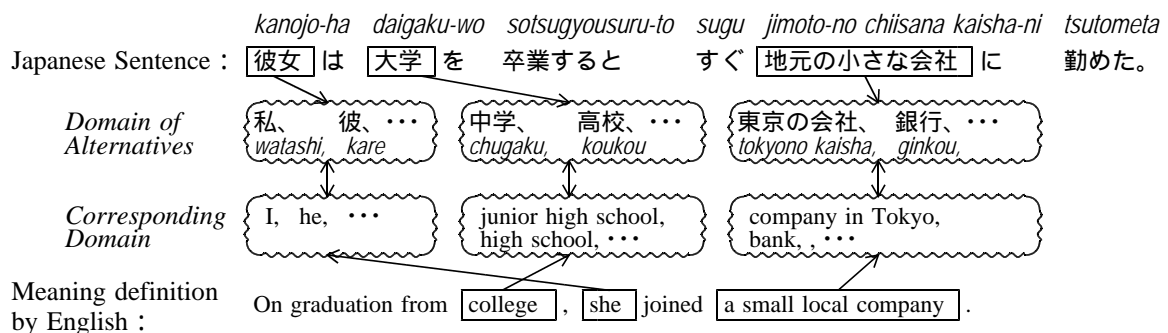 kanojo-ha daigaku-wo sotsugyousuru-to sugu jimoto-no chiisana kaisha-ni tsutometa
Japanese Sentence : 彼女 は 大学 を 卒業すると すぐ 地元の小さな会社 に 勤めた。
Domain of Alternatives
私、 彼、・・・
watashi, kare
中学、 高校、・・・
chugaku, koukou
東京の会社、 銀行、・・・
tokyono kaisha, ginkou,
Corresponding Domain
I, he, ・・・
junior high school,
high school, ・・・
company in Tokyo,
bank, , ・・・
Meaning definition
by English :
On graduation from college , she joined a small local company .